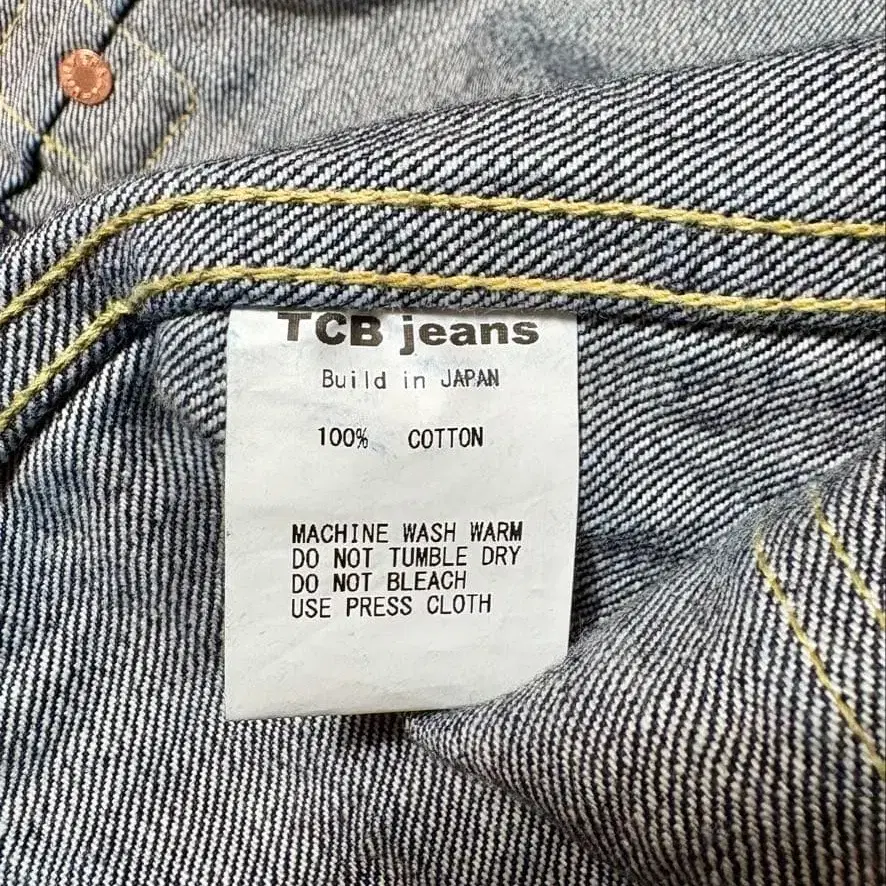 TCB jeans
Build in JAPAN
100% COTTON
MACHINE WASH WARM
DO NOT TUMBLE DRY
DO NOT BLEACH
USE PRESS CLOTH